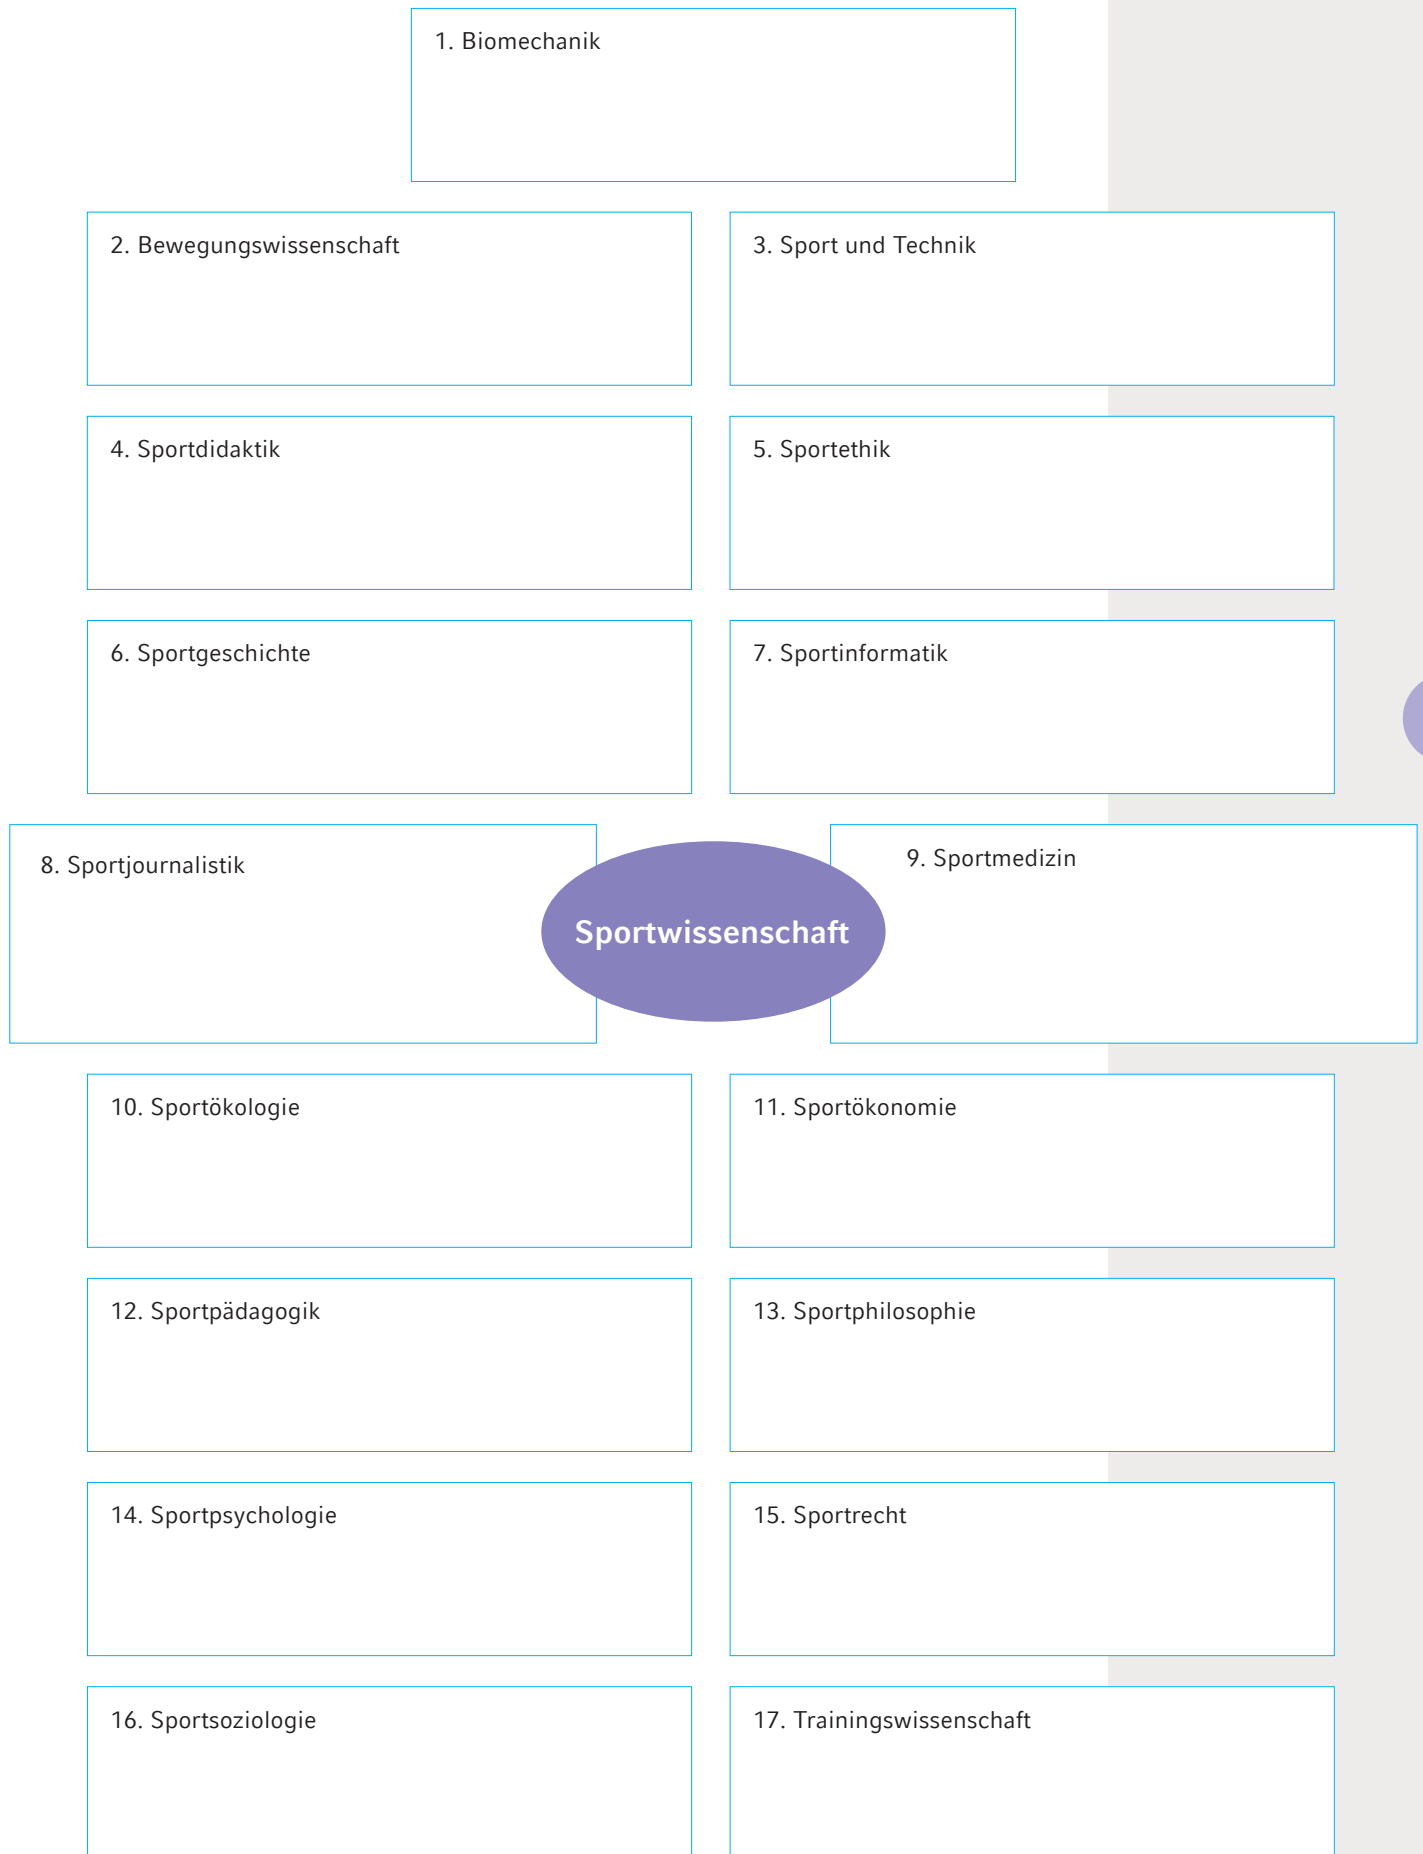 1. Biomechanik
2. Bewegungswissenschaft
3. Sport und Technik
4. Sportdidaktik
5. Sportethik
6. Sportgeschichte
7. Sportinformatik
8. Sportjournalistik
9. Sportmedizin
Sportwissenschaft
10. Sportökologie
11. Sportökonomie
12. Sportpädagogik
13. Sportphilosophie
14. Sportpsychologie
15. Sportrecht
16. Sportsoziologie
17. Trainingswissenschaft